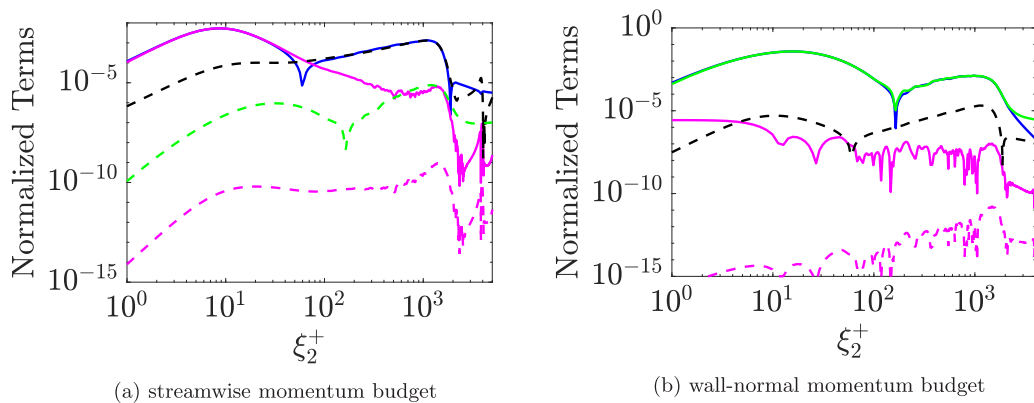 Normalized Terms
10^{-5}
10^{-10}
10^{-15}
10^0
10^1
10^2
10^3
ξ_2^+
(a) streamwise momentum budget
Normalized Terms
10^0
10^{-5}
10^{-10}
10^{-15}
10^0
10^1
10^2
10^3
ξ_2^+
(b) wall-normal momentum budget